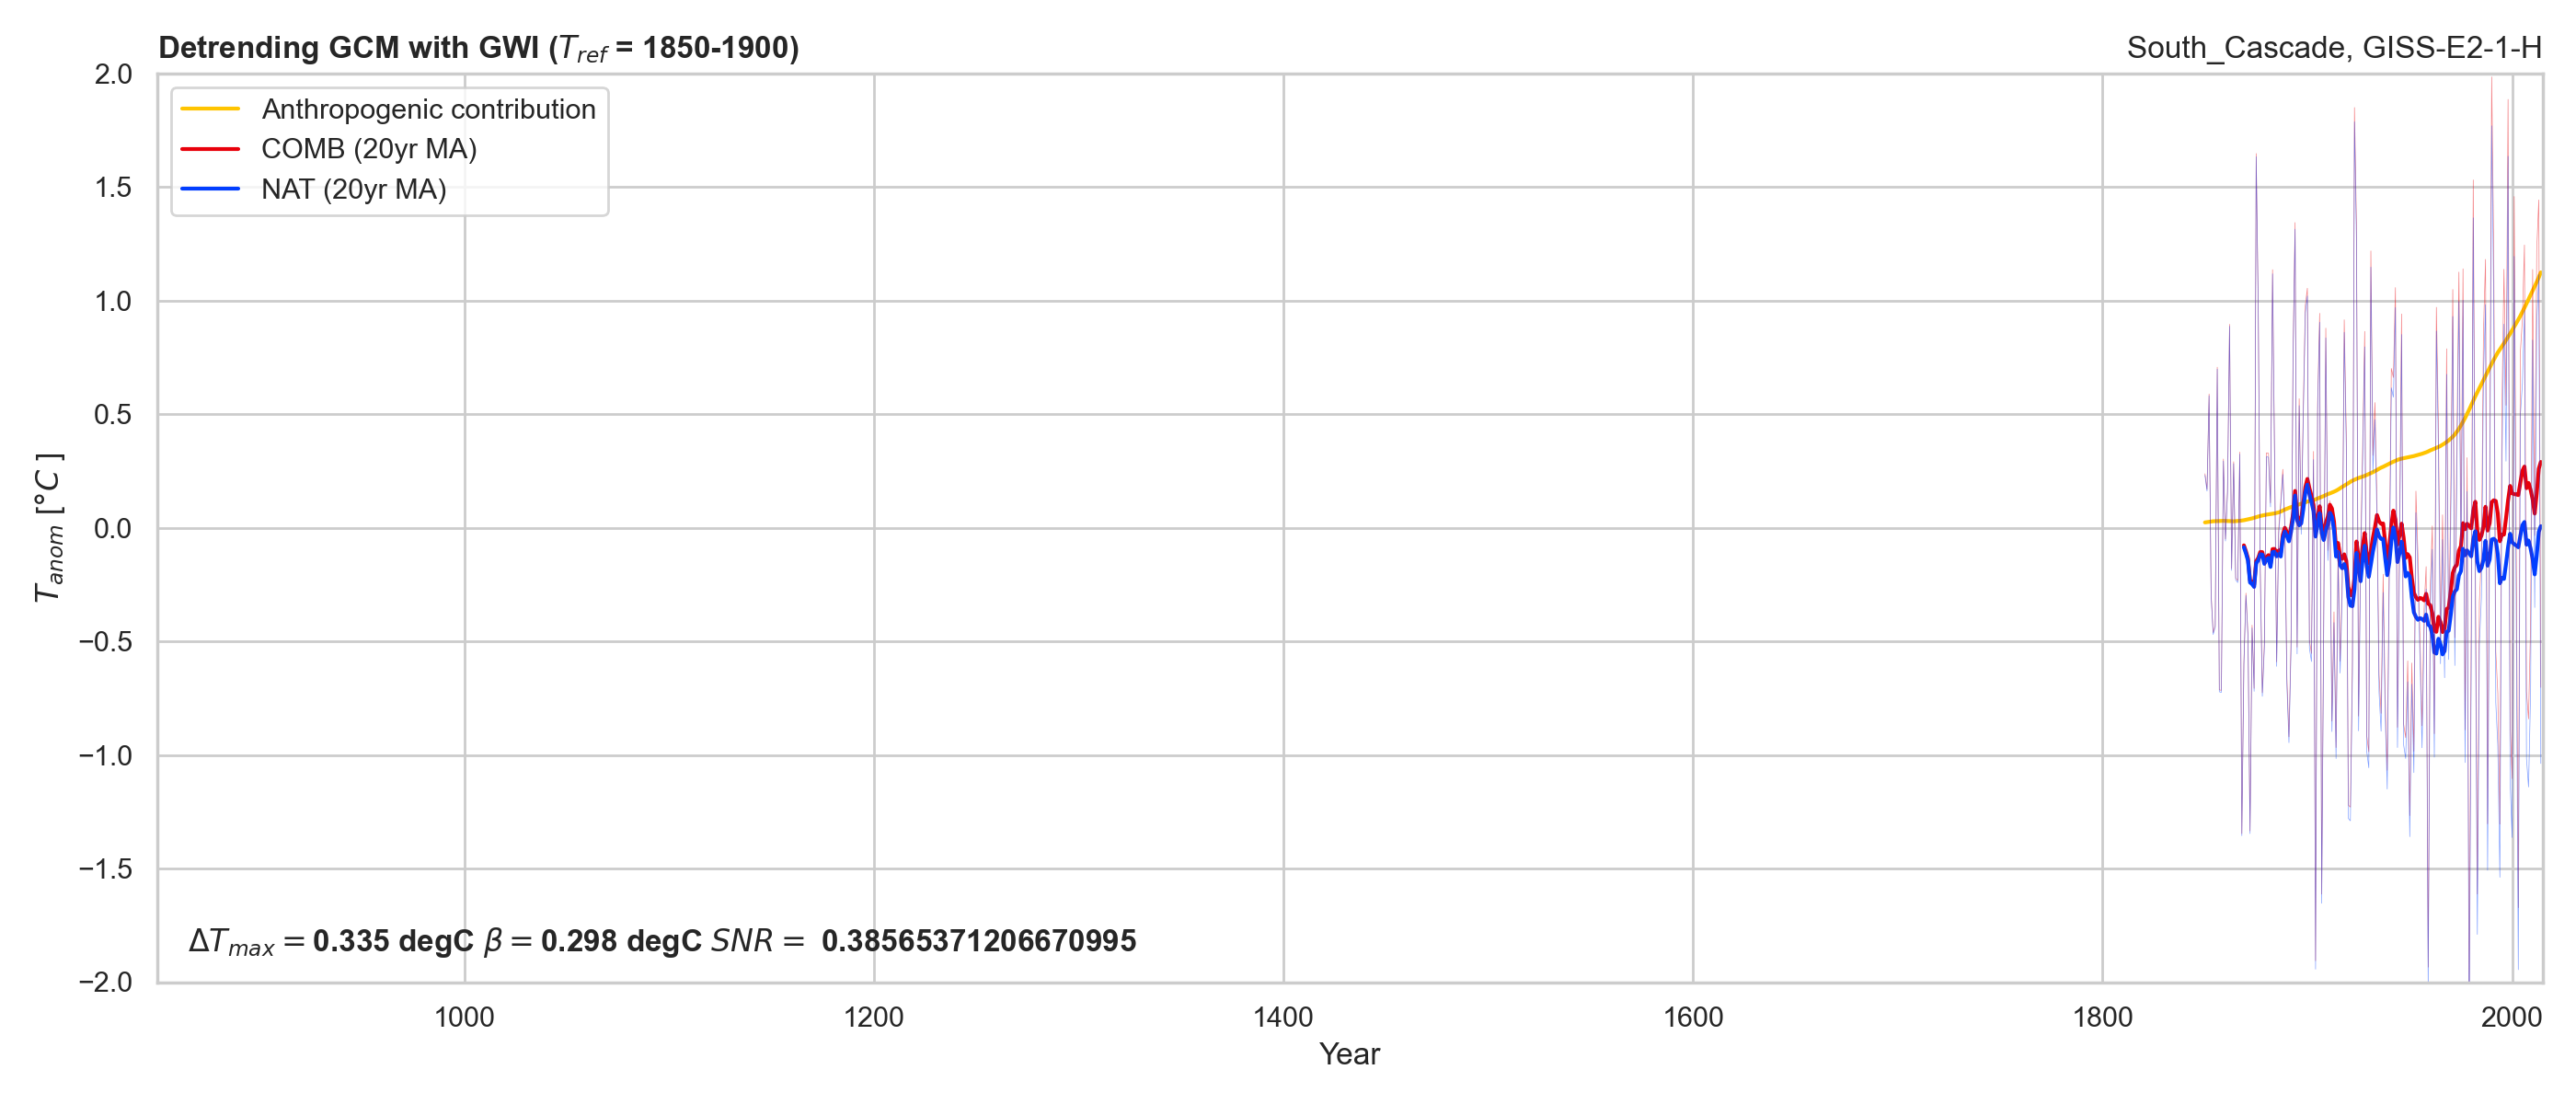 Detrending GCM with GWI (T_ref = 1850-1900)
South_Cascade, GISS-E2-1-H
Anthropogenic contribution
COMB (20yr MA)
NAT (20yr MA)
2.0
1.5
1.0
0.5
0.0
−0.5
−1.0
−1.5
−2.0
T_anom [°C ]
ΔT_max = 0.335 degC β = 0.298 degC SNR = 0.38565371206670995
1000
1200
1400
1600
1800
2000
Year